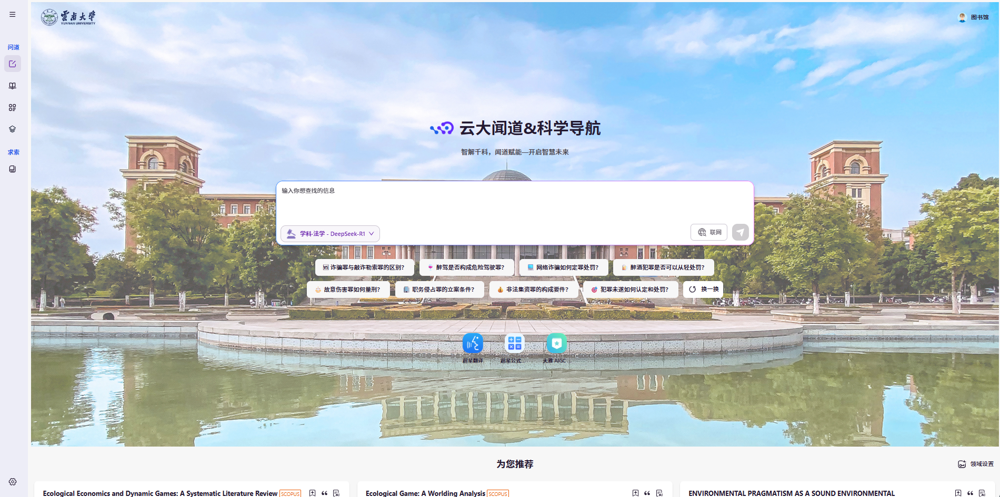 雲南大学
YUNNAN UNIVERSITY
图书馆
问道
求索
云大闻道&科学导航
智解千科，闻道赋能—开启智慧未来
输入你想查找的信息
学科·法学 - DeepSeek-R1
联网
VS 诈骗罪与敲诈勒索罪的区别？
醉驾是否构成危险驾驶罪？
网络诈骗如何定罪处罚？
醉酒犯罪是否可以从轻处罚？
故意伤害罪如何量刑？
职务侵占罪的立案条件？
非法集资罪的构成要件？
犯罪未遂如何认定和处罚？
换一换
超星翻译
超星公式...
大雅 AIGC ...
为您推荐
领域设置
Ecological Economics and Dynamic Games: A Systematic Literature Review SCOPUS
Ecological Game: A Worlding Analysis SCOPUS
ENVIRONMENTAL PRAGMATISM AS A SOUND ENVIRONMENTAL